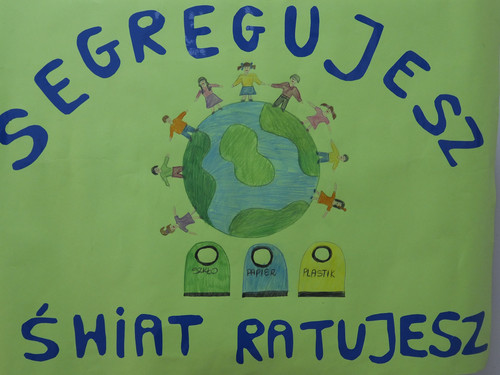 SEGREGUJESZ
SZKŁO PAPIER PLASTIK
ŚWIAT RATUJESZ